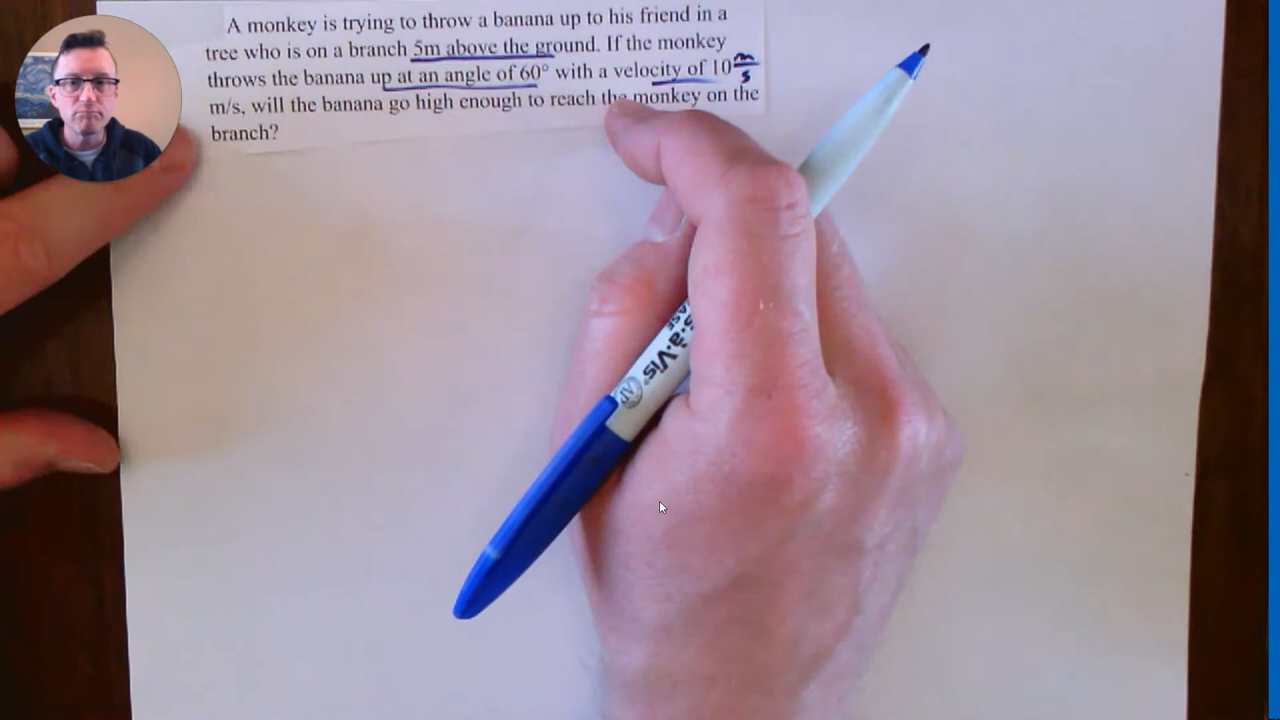 A monkey is trying to throw a banana up to his friend in a
tree who is on a branch 5m above the ground. If the monkey
throws the banana up at an angle of 60° with a velocity of 10 m/s
m/s, will the banana go high enough to reach the monkey on the
branch?
s.à.Vis
AP